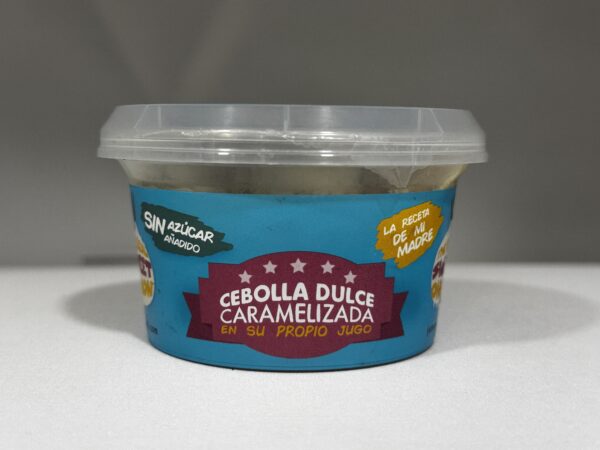 SIN AZÚCAR
AÑADIDO
LA RECETA
DE MI
MADRE
CEBOLLA DULCE
CARAMELIZADA
EN SU PROPIO JUGO